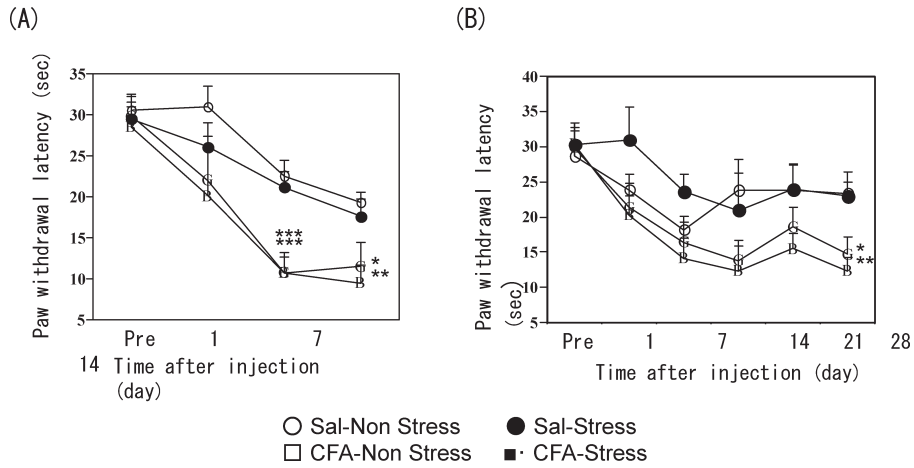 (A)
(B)
Paw withdrawal latency (sec)
35
30
25
20
15
10
5
***
***
*
**
Pre 1 7
14 Time after injection
(day)
Paw withdrawal latency
(sec)
40
35
30
25
20
15
10
5
*
**
Pre 1 7 14 21 28
Time after injection (day)
Sal-Non Stress Sal-Stress
CFA-Non Stress CFA-Stress